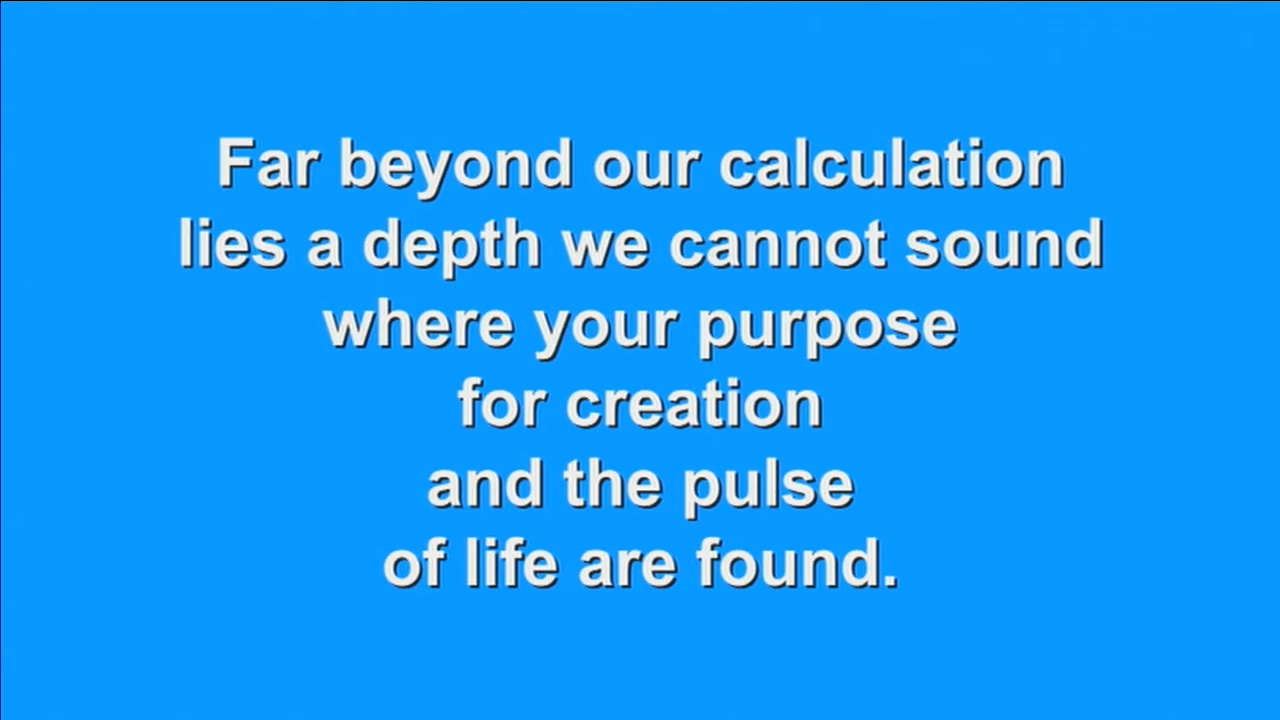 Far beyond our calculation
lies a depth we cannot sound
where your purpose
for creation
and the pulse
of life are found.